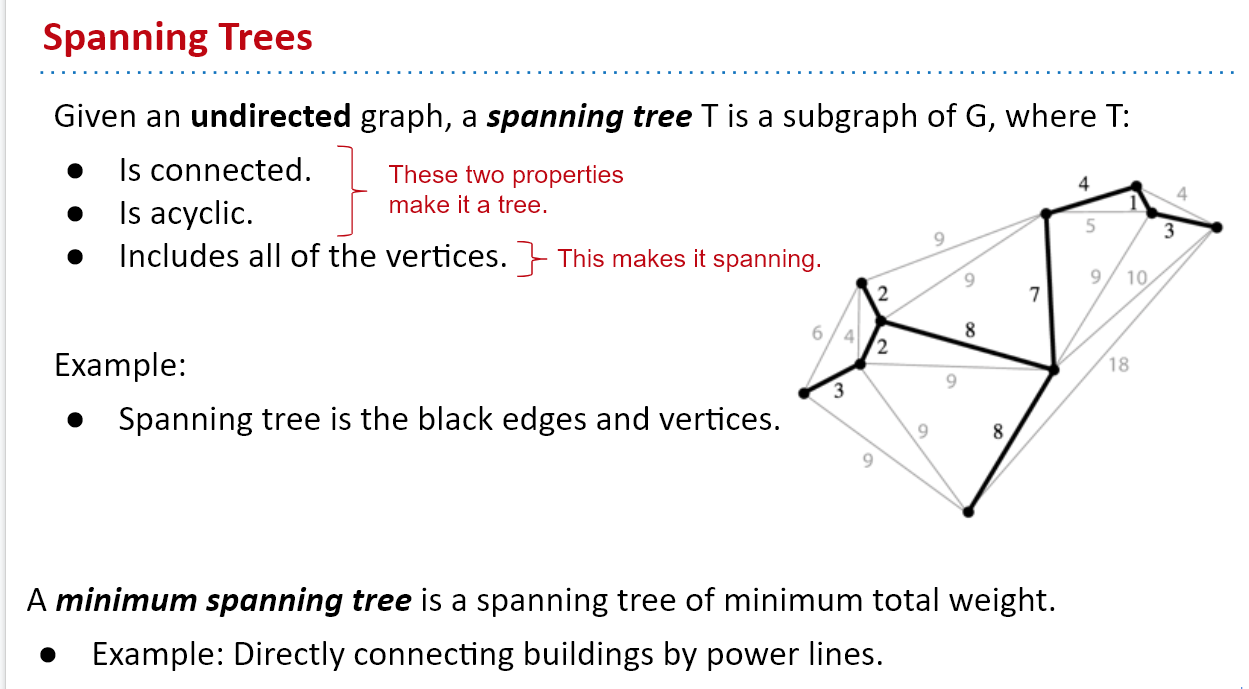 Spanning Trees
Given an undirected graph, a spanning tree T is a subgraph of G, where T:
● Is connected.
● Is acyclic.
These two properties
make it a tree.
● Includes all of the vertices.
This makes it spanning.
Example:
● Spanning tree is the black edges and vertices.
4
4
1
5
3
9
9
9
10
7
2
8
6
4
2
18
9
3
9
8
9
A minimum spanning tree is a spanning tree of minimum total weight.
● Example: Directly connecting buildings by power lines.